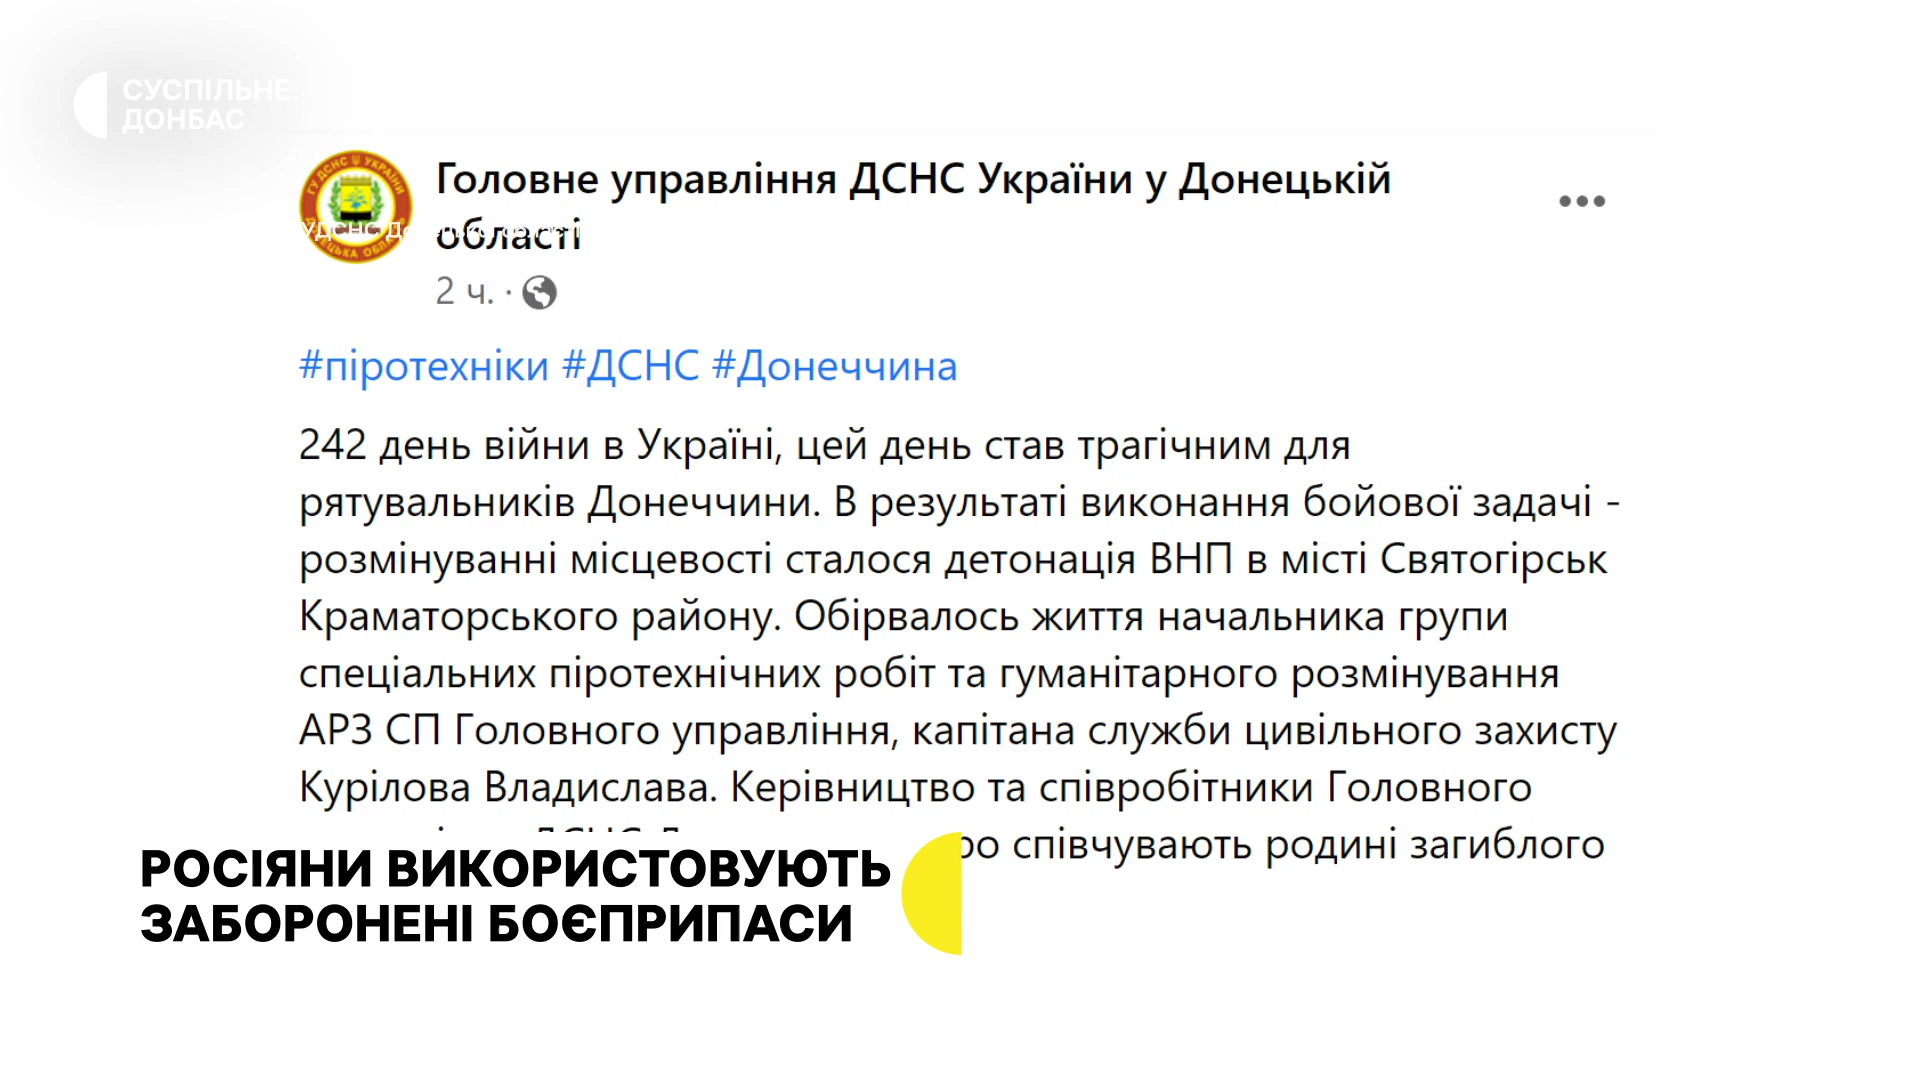 СУСПІЛЬНЕ
ДОНБАС
Головне управління ДСНС України у Донецькій
області
2 ч. ·
#піротехніки #ДСНС #Донеччина
242 день війни в Україні, цей день став трагічним для
рятувальників Донеччини. В результаті виконання бойової задачі -
розмінуванні місцевості сталося детонація ВНП в місті Святогірськ
Краматорського району. Обірвалось життя начальника групи
спеціальних піротехнічних робіт та гуманітарного розмінування
АРЗ СП Головного управління, капітана служби цивільного захисту
Курілова Владислава. Керівництво та співробітники Головного
співчувають родині загиблого
РОСІЯНИ ВИКОРИСТОВУЮТЬ
ЗАБОРОНЕНІ БОЄПРИПАСИ